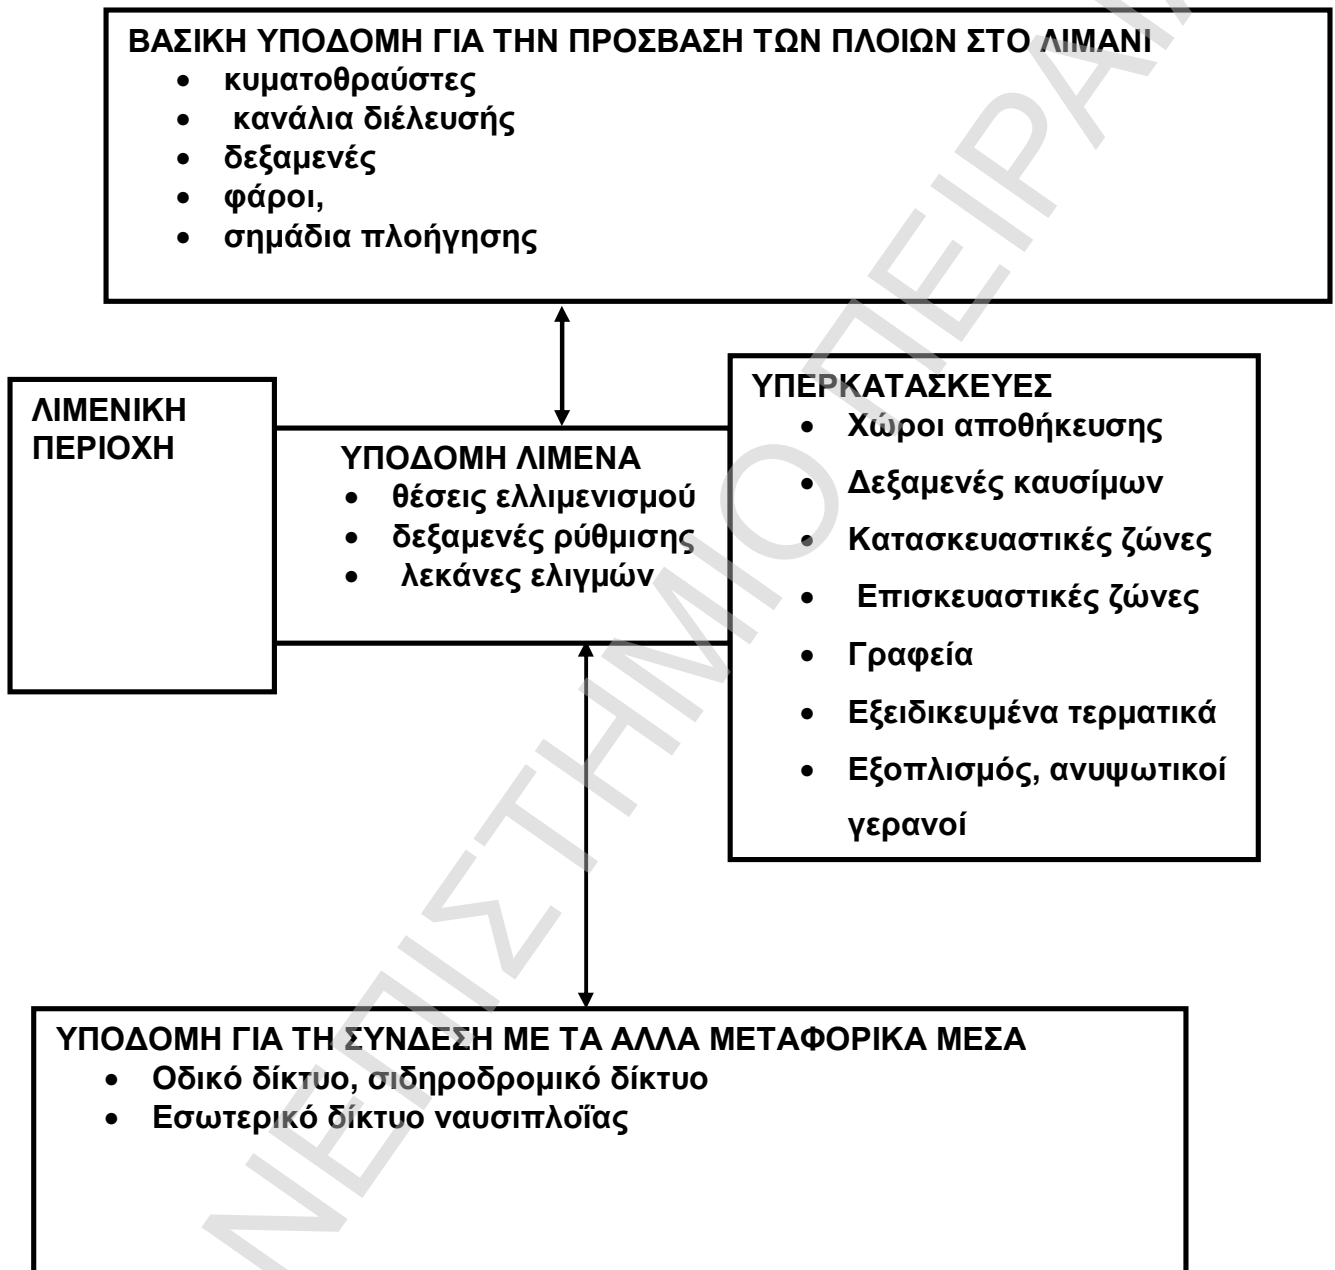 ΒΑΣΙΚΗ ΥΠΟΔΟΜΗ ΓΙΑ ΤΗΝ ΠΡΟΣΒΑΣΗ ΤΩΝ ΠΛΟΙΩΝ ΣΤΟ ΛΙΜΑΝΙ
• κυματοθραύστες
• κανάλια διέλευσής
• δεξαμενές
• φάροι,
• σημάδια πλοήγησης
ΛΙΜΕΝΙΚΗ
ΠΕΡΙΟΧΗ
ΥΠΟΔΟΜΗ ΛΙΜΕΝΑ
• θέσεις ελλιμενισμού
• δεξαμενές ρύθμισης
• λεκάνες ελιγμών
ΥΠΕΡΚΑΤΑΣΚΕΥΕΣ
• Χώροι αποθήκευσης
• Δεξαμενές καυσίμων
• Κατασκευαστικές ζώνες
• Επισκευαστικές ζώνες
• Γραφεία
• Εξειδικευμένα τερματικά
• Εξοπλισμός, ανυψωτικοί
γερανοί
ΥΠΟΔΟΜΗ ΓΙΑ ΤΗ ΣΥΝΔΕΣΗ ΜΕ ΤΑ ΑΛΛΑ ΜΕΤΑΦΟΡΙΚΑ ΜΕΣΑ
• Οδικό δίκτυο, σιδηροδρομικό δίκτυο
• Εσωτερικό δίκτυο ναυσιπλοΐας
ΝΕΠΙΣΤΗΜΙΟ ΠΕΙΡΑΙ